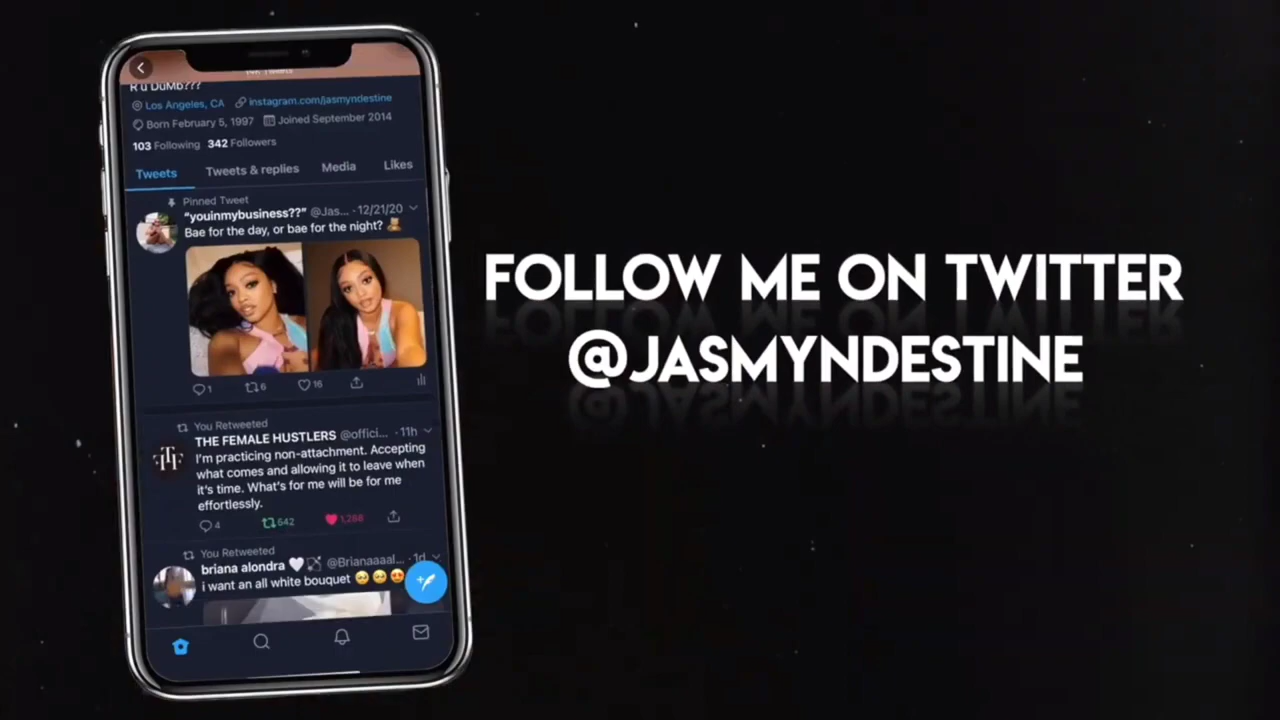 R u DuMb???
Los Angeles, CA instagram.com/jasmyndestine
Born February 5, 1997 Joined September 2014
103 Following 342 Followers
Tweets Tweets & replies Media Likes
Pinned Tweet
“youinmybusiness??” @Jas... · 12/21/20
Bae for the day, or bae for the night?
1 6 16
You Retweeted
THE FEMALE HUSTLERS @offici... · 11h
I'm practicing non-attachment. Accepting
what comes and allowing it to leave when
it's time. What's for me will be for me
effortlessly.
4 642 1,288
You Retweeted
briana alondra @Brianaaaal... · 1d
i want an all white bouquet
FOLLOW ME ON TWITTER
@JASMYNDESTINE